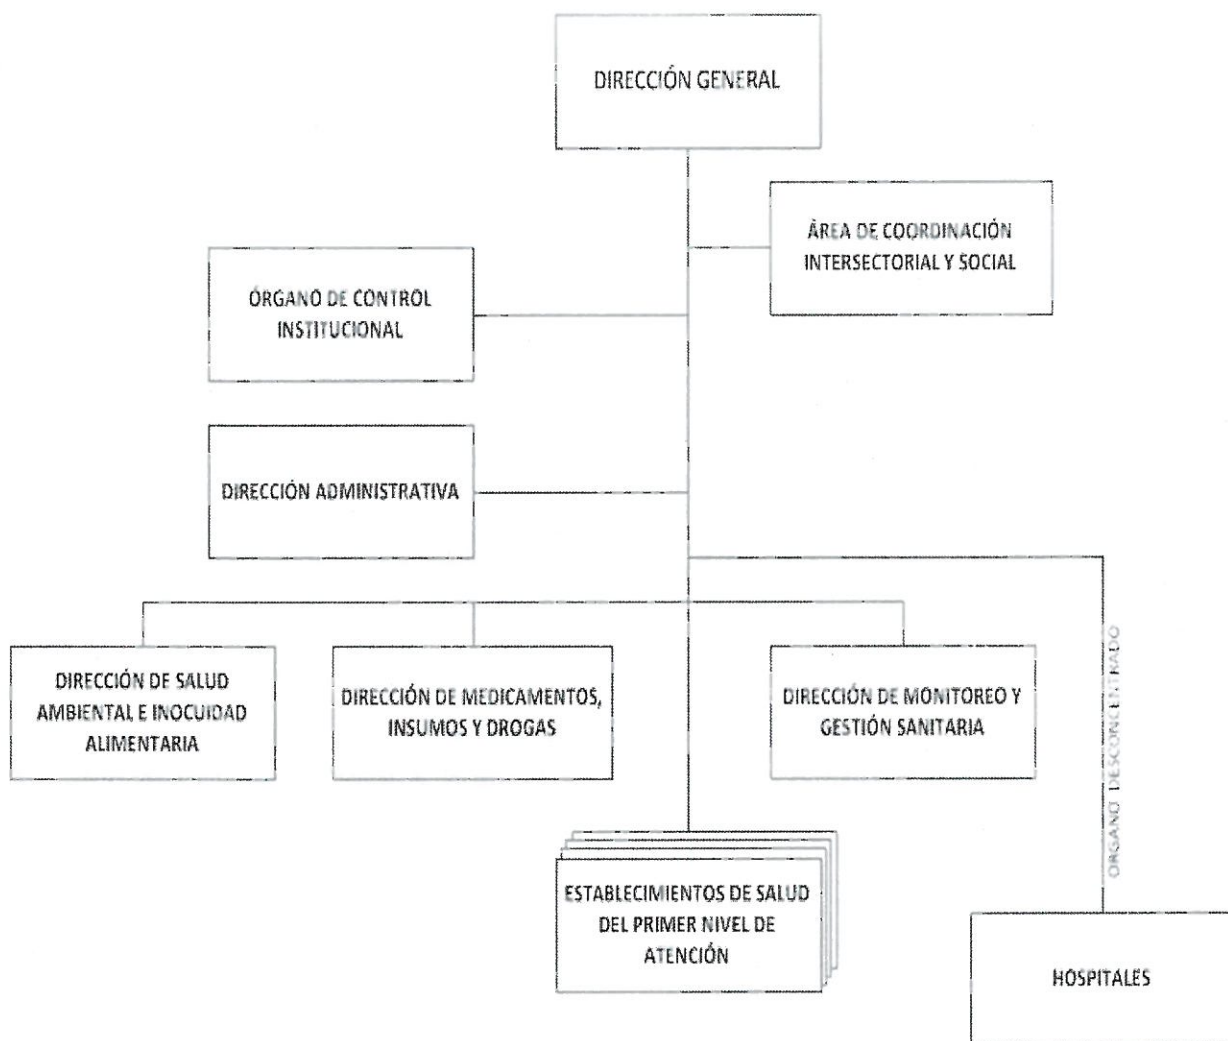 DIRECCIÓN GENERAL
ÁREA DE COORDINACIÓN
INTERSECTORIAL Y SOCIAL
ÓRGANO DE CONTROL
INSTITUCIONAL
DIRECCIÓN ADMINISTRATIVA
DIRECCIÓN DE SALUD
AMBIENTAL E INOCUIDAD
ALIMENTARIA
DIRECCIÓN DE MEDICAMENTOS,
INSUMOS Y DROGAS
DIRECCIÓN DE MONITOREO Y
GESTIÓN SANITARIA
ORGANO DESCONCENTRADO
ESTABLECIMIENTOS DE SALUD
DEL PRIMER NIVEL DE
ATENCIÓN
HOSPITALES